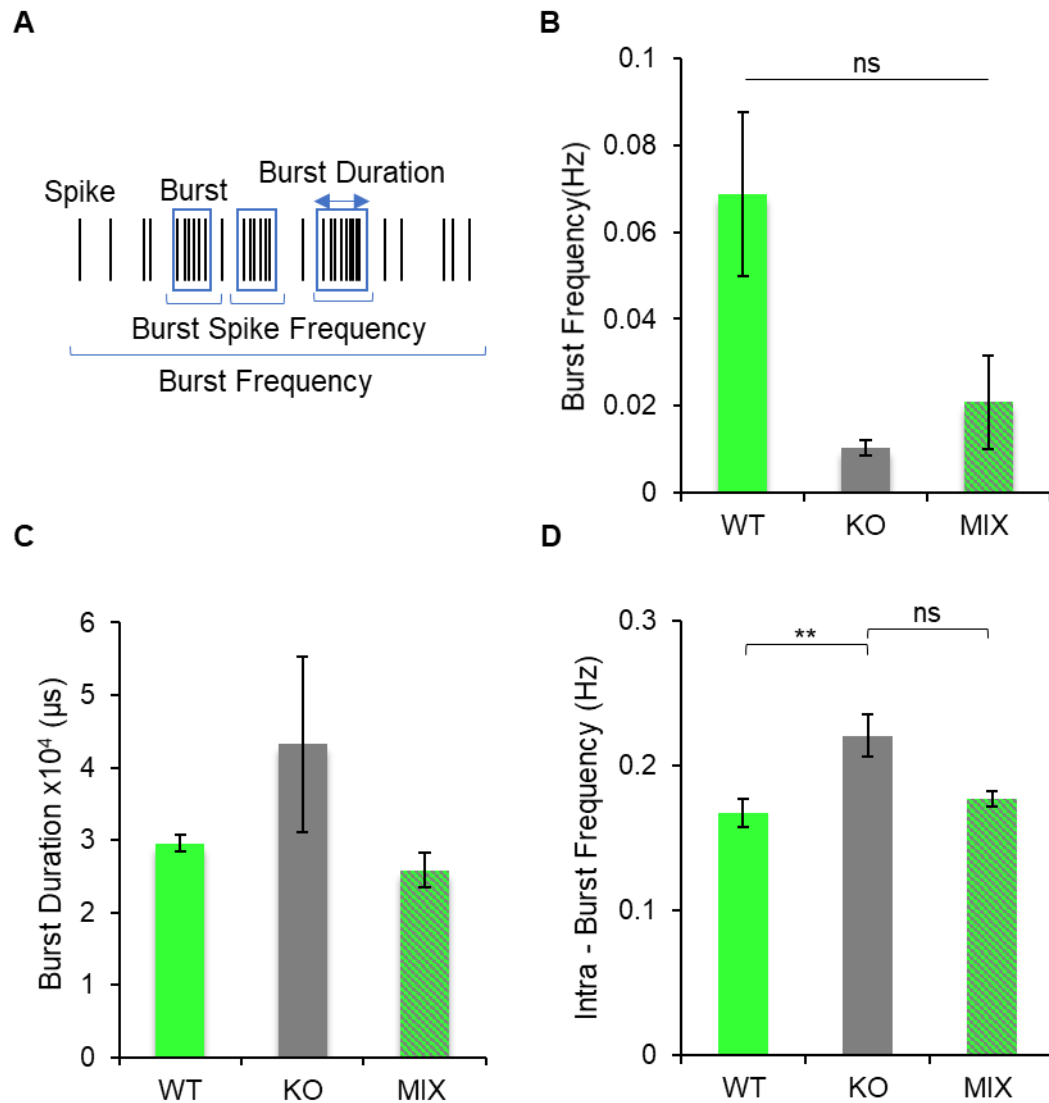 A
Spike
Burst
Burst Duration
Burst Spike Frequency
Burst Frequency
B
Burst Frequency(Hz)
0.1
0.08
0.06
0.04
0.02
0
ns
WT KO MIX
C
Burst Duration x10⁴ (µs)
6
5
4
3
2
1
0
WT KO MIX
D
Intra - Burst Frequency (Hz)
0.3
0.2
0.1
0
**
ns
WT KO MIX